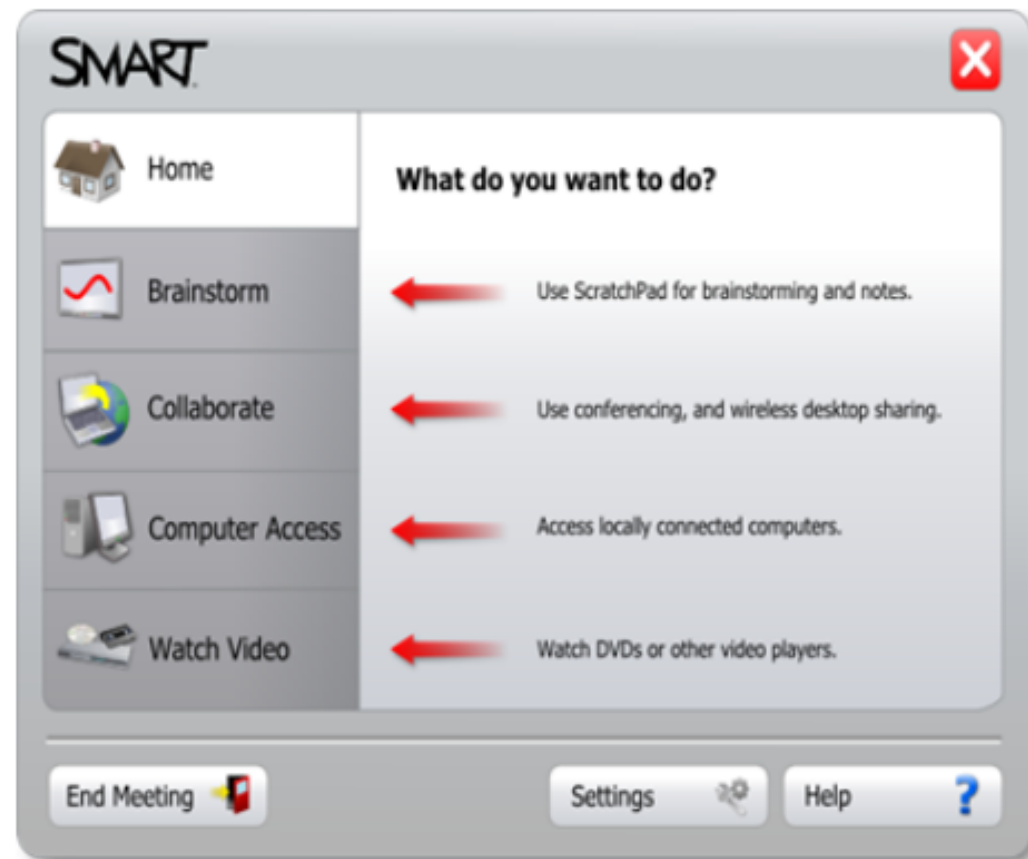 SMART
Home
What do you want to do?
Brainstorm
Use ScratchPad for brainstorming and notes.
Collaborate
Use conferencing, and wireless desktop sharing.
Computer Access
Access locally connected computers.
Watch Video
Watch DVDs or other video players.
End Meeting
Settings
Help ?